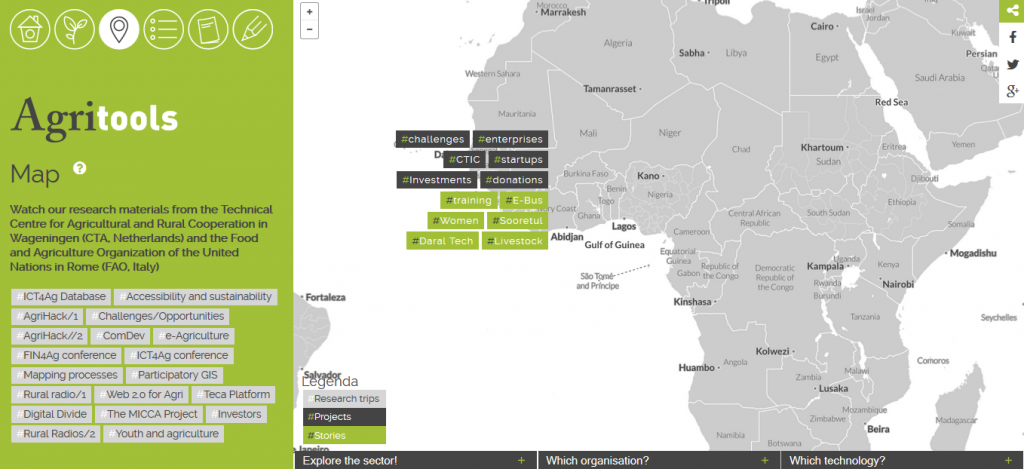 Agritools
Map ?
Watch our research materials from the Technical
Centre for Agricultural and Rural Cooperation in
Wageningen (CTA, Netherlands) and the Food
and Agriculture Organization of the United
Nations in Rome (FAO, Italy)
#ICT4Ag Database #Accessibility and sustainability
#AgriHack/1 #Challenges/Opportunities
#AgriHack//2 #ComDev #e-Agriculture
#FIN4Ag conference #ICT4Ag conference
#Mapping processes #Participatory GIS
#Rural radio/1 #Web 2.0 for Agri #Teca Platform
#Digital Divide #The MICCA Project #Investors
#Rural Radios/2 #Youth and agriculture
+
-
Morocco
Marrakesh
Tripoli
Algeria
Sabha
Libya
Cairo
Egypt
Israel
Jordan
Kuwait
Persian
Saudi Arabia
Western Sahara
Tamanrasset
Red Sea
Mauritania
Mali
Niger
Chad
Khartoum
Sudan
Eritrea
Yemen
Djibouti
#challenges #enterprises
#CTIC #startups
#Investments #donations
#training #E-Bus
#Women #Sooretul
#Daral Tech #Livestock
Burkina Faso
Benin
Togo
Ghana
Kano
Nigeria
Lagos
Abidjan
Gulf of Guinea
Cameroon
Central African
Republic
South Sudan
Ethiopia
Somalia
Mogadishu
Equatorial
Guinea
Gabon
Republic of
the Congo
Democratic
Republic
of the Congo
Uganda
Kampala
Kenya
Nairobi
Rwanda
Burundi
São Tomé
and Príncipe
Kinshasa
Tanzania
Seychelles
Fortaleza
Salvador
Kolwezi
Huambo
Angola
Zambia
Malawi
Lusaka
Comoros
Mozambique
Zimbabwe
Beira
Madagascar
Namibia
Botswana
Legenda
#Research trips
#Projects
#Stories
f
g+
Explore the sector! +
Which organisation? +
Which technology? +